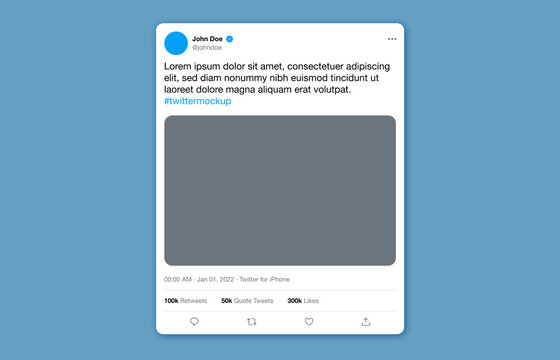 John Doe
@johndoe
Lorem ipsum dolor sit amet, consectetuer adipiscing
elit, sed diam nonummy nibh euismod tincidunt ut
laoreet dolore magna aliquam erat volutpat.
#twittermockup
00:00 AM · Jan 01, 2022 · Twitter for iPhone
100k Retweets 50k Quote Tweets 300k Likes